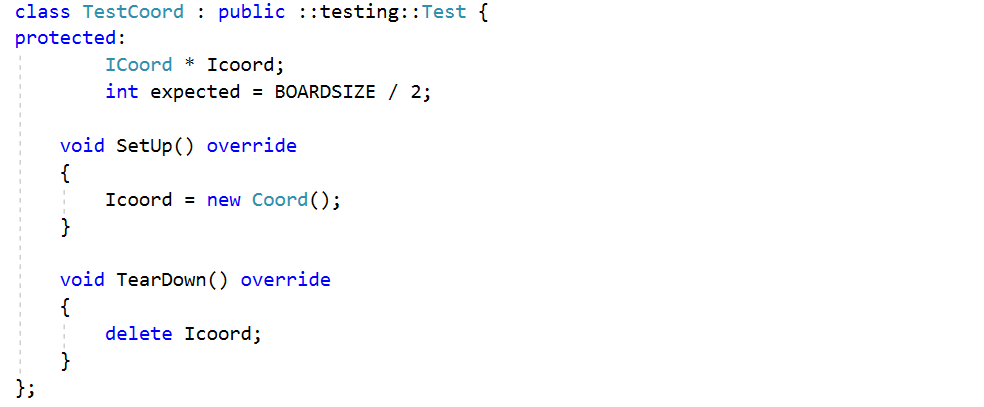 class TestCoord : public ::testing::Test {
protected:
ICoord * Icoord;
int expected = BOARDSIZE / 2;
void SetUp() override
{
Icoord = new Coord();
}
void TearDown() override
{
delete Icoord;
}
};